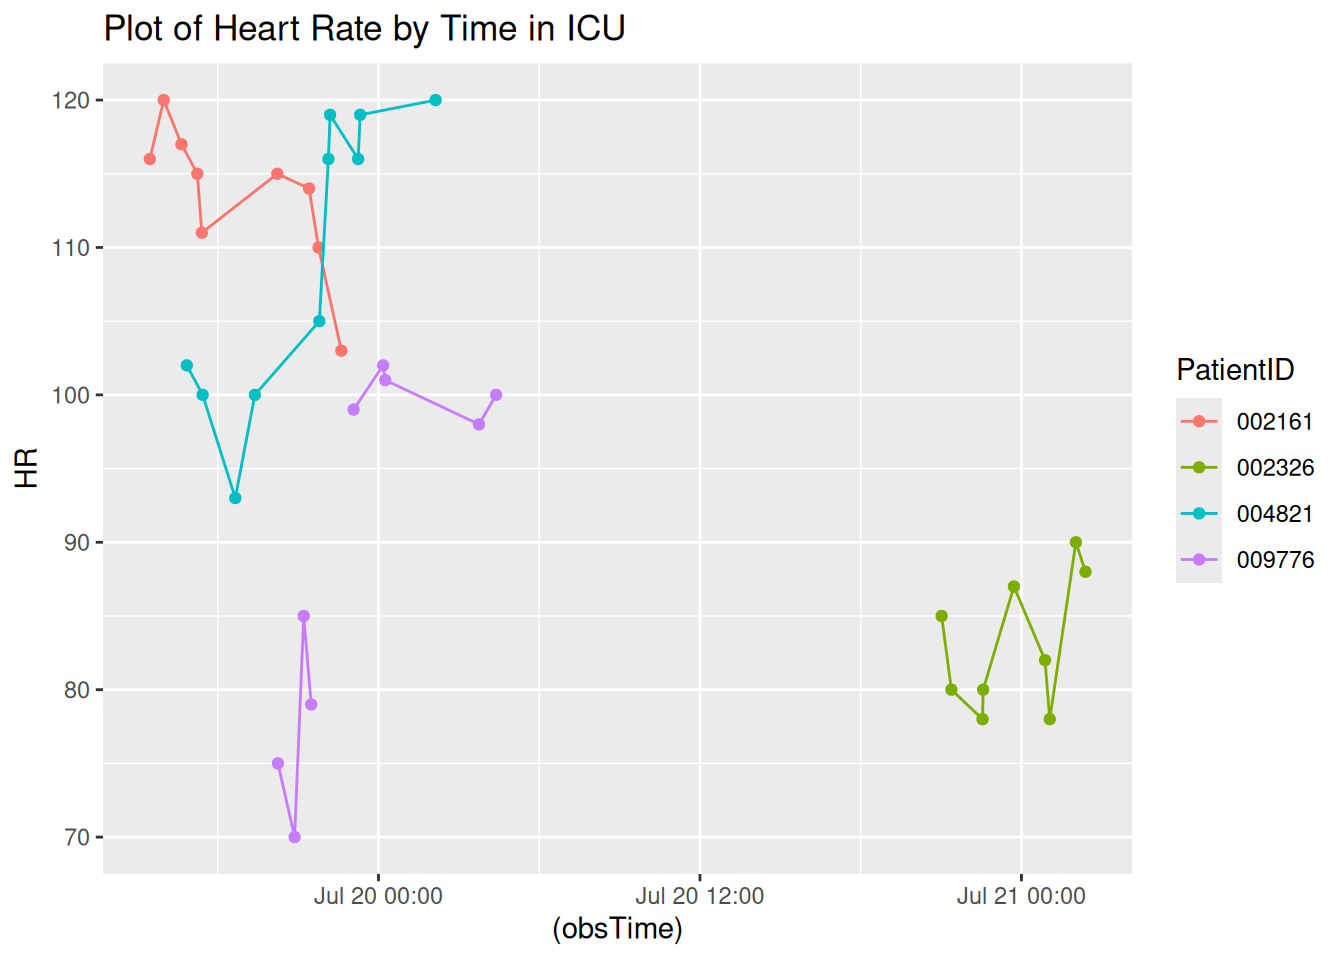 Plot of Heart Rate by Time in ICU
120
110
100
90
80
70
HR
Jul 20 00:00
Jul 20 12:00
Jul 21 00:00
(obsTime)
PatientID
002161
002326
004821
009776